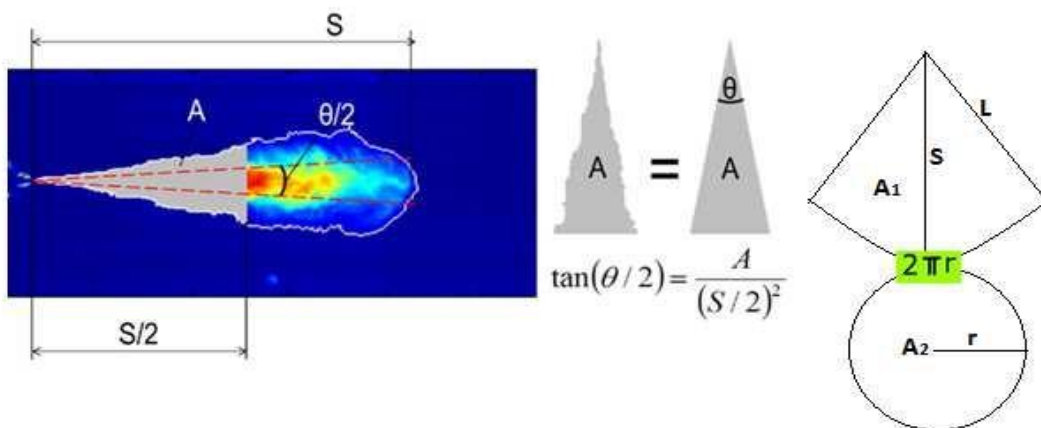 S
A
θ/2
S/2
A
=
θ
A
tan(θ/2) = A / (S/2)²
L
S
A1
2πr
A2
r